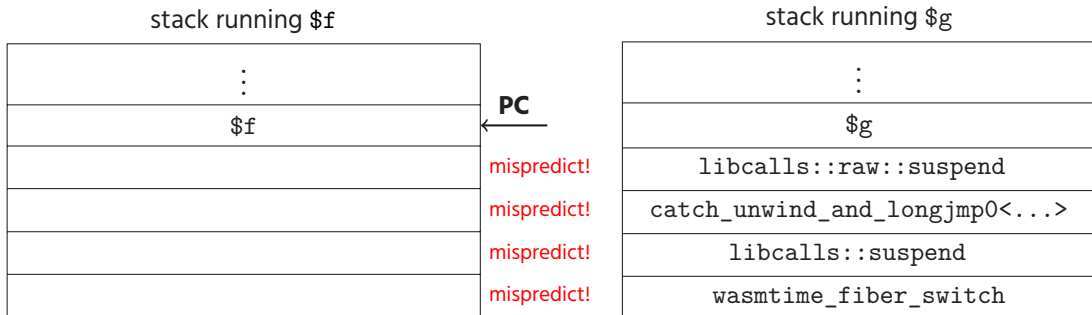 stack running $f
stack running $g
⋮
⋮
PC
$f
$g
mispredict!
libcalls::raw::suspend
mispredict!
catch_unwind_and_longjmp0<...>
mispredict!
libcalls::suspend
mispredict!
wasmtime_fiber_switch